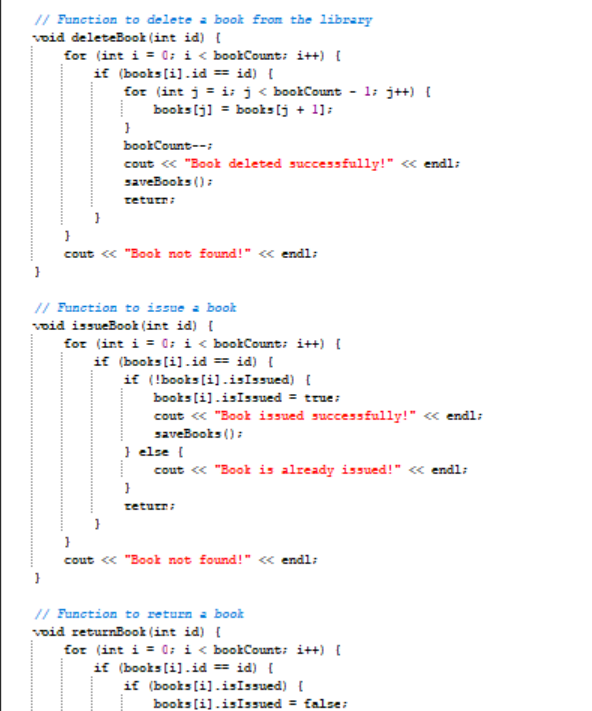 // Function to delete a book from the library
void deleteBook(int id) {
for (int i = 0; i < bookCount; i++) {
if (books[i].id == id) {
for (int j = i; j < bookCount - 1; j++) {
books[j] = books[j + 1];
}
bookCount--;
cout << "Book deleted successfully!" << endl;
saveBooks();
return;
}
}
cout << "Book not found!" << endl;
}
// Function to issue a book
void issueBook(int id) {
for (int i = 0; i < bookCount; i++) {
if (books[i].id == id) {
if (!books[i].isIssued) {
books[i].isIssued = true;
cout << "Book issued successfully!" << endl;
saveBooks();
} else {
cout << "Book is already issued!" << endl;
}
return;
}
}
cout << "Book not found!" << endl;
}
// Function to return a book
void returnBook(int id) {
for (int i = 0; i < bookCount; i++) {
if (books[i].id == id) {
if (books[i].isIssued) {
books[i].isIssued = false;